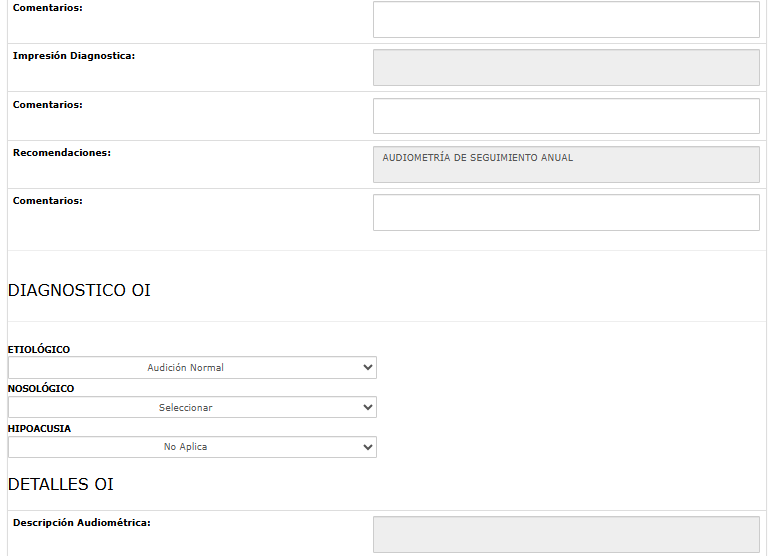 Comentarios:
Impresión Diagnostica:
Comentarios:
Recomendaciones:
AUDIOMETRÍA DE SEGUIMIENTO ANUAL
Comentarios:
DIAGNOSTICO OI
ETIOLÓGICO
Audición Normal
NOSOLÓGICO
Seleccionar
HIPOACUSIA
No Aplica
DETALLES OI
Descripción Audiométrica: